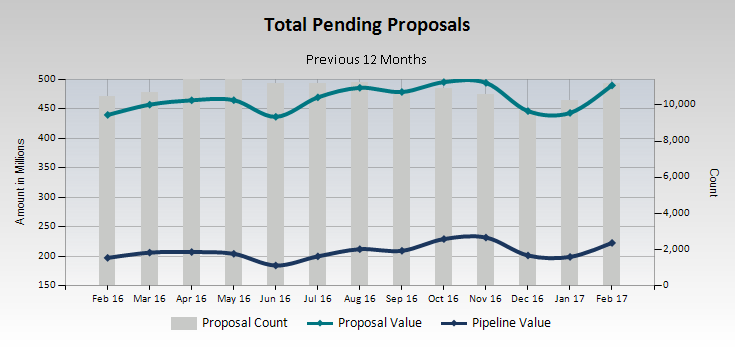 Total Pending Proposals
Previous 12 Months
500
450
400
350
300
250
200
150
Amount in Millions
10,000
8,000
6,000
4,000
2,000
0
Count
Feb 16 Mar 16 Apr 16 May 16 Jun 16 Jul 16 Aug 16 Sep 16 Oct 16 Nov 16 Dec 16 Jan 17 Feb 17
Proposal Count Proposal Value Pipeline Value